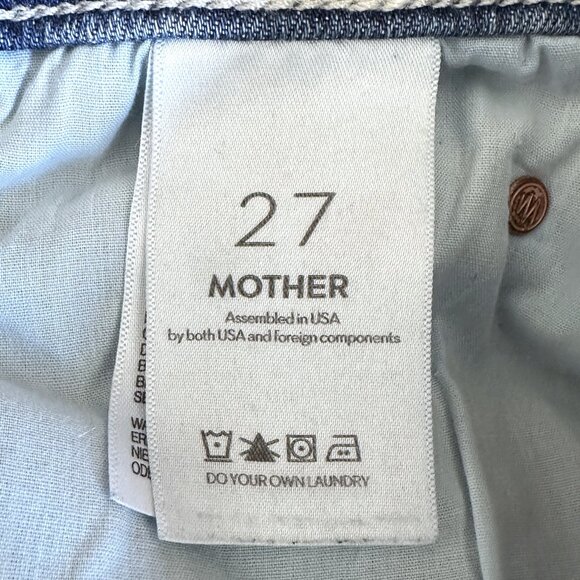 27
MOTHER
Assembled in USA
by both USA and foreign components
DO YOUR OWN LAUNDRY